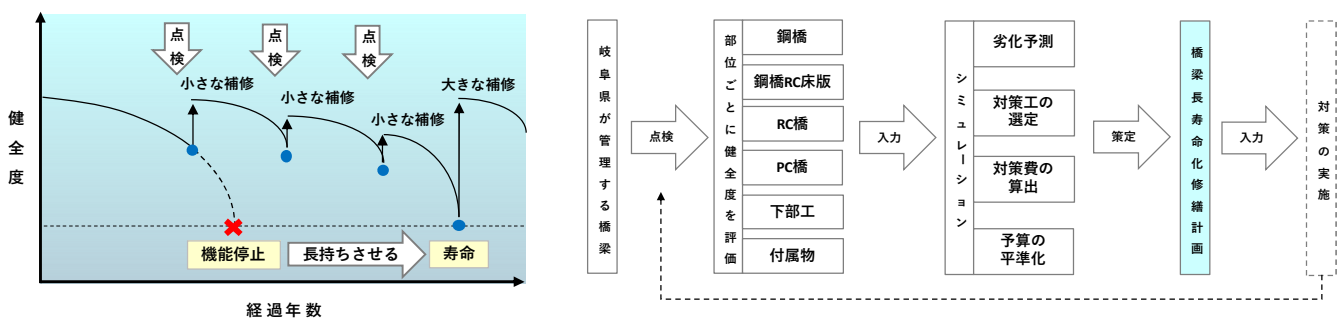 点検
点検
点検
小さな補修
小さな補修
小さな補修
大きな補修
健全度
機能停止
長持ちさせる
寿命
経過年数
岐阜県が管理する橋梁
点検
部位ごとに健全度を評価
鋼橋
鋼橋RC床版
RC橋
PC橋
下部工
付属物
入力
シミュレーション
劣化予測
対策工の
選定
対策費の
算出
予算の
平準化
策定
橋梁長寿命化修繕計画
入力
対策の実施